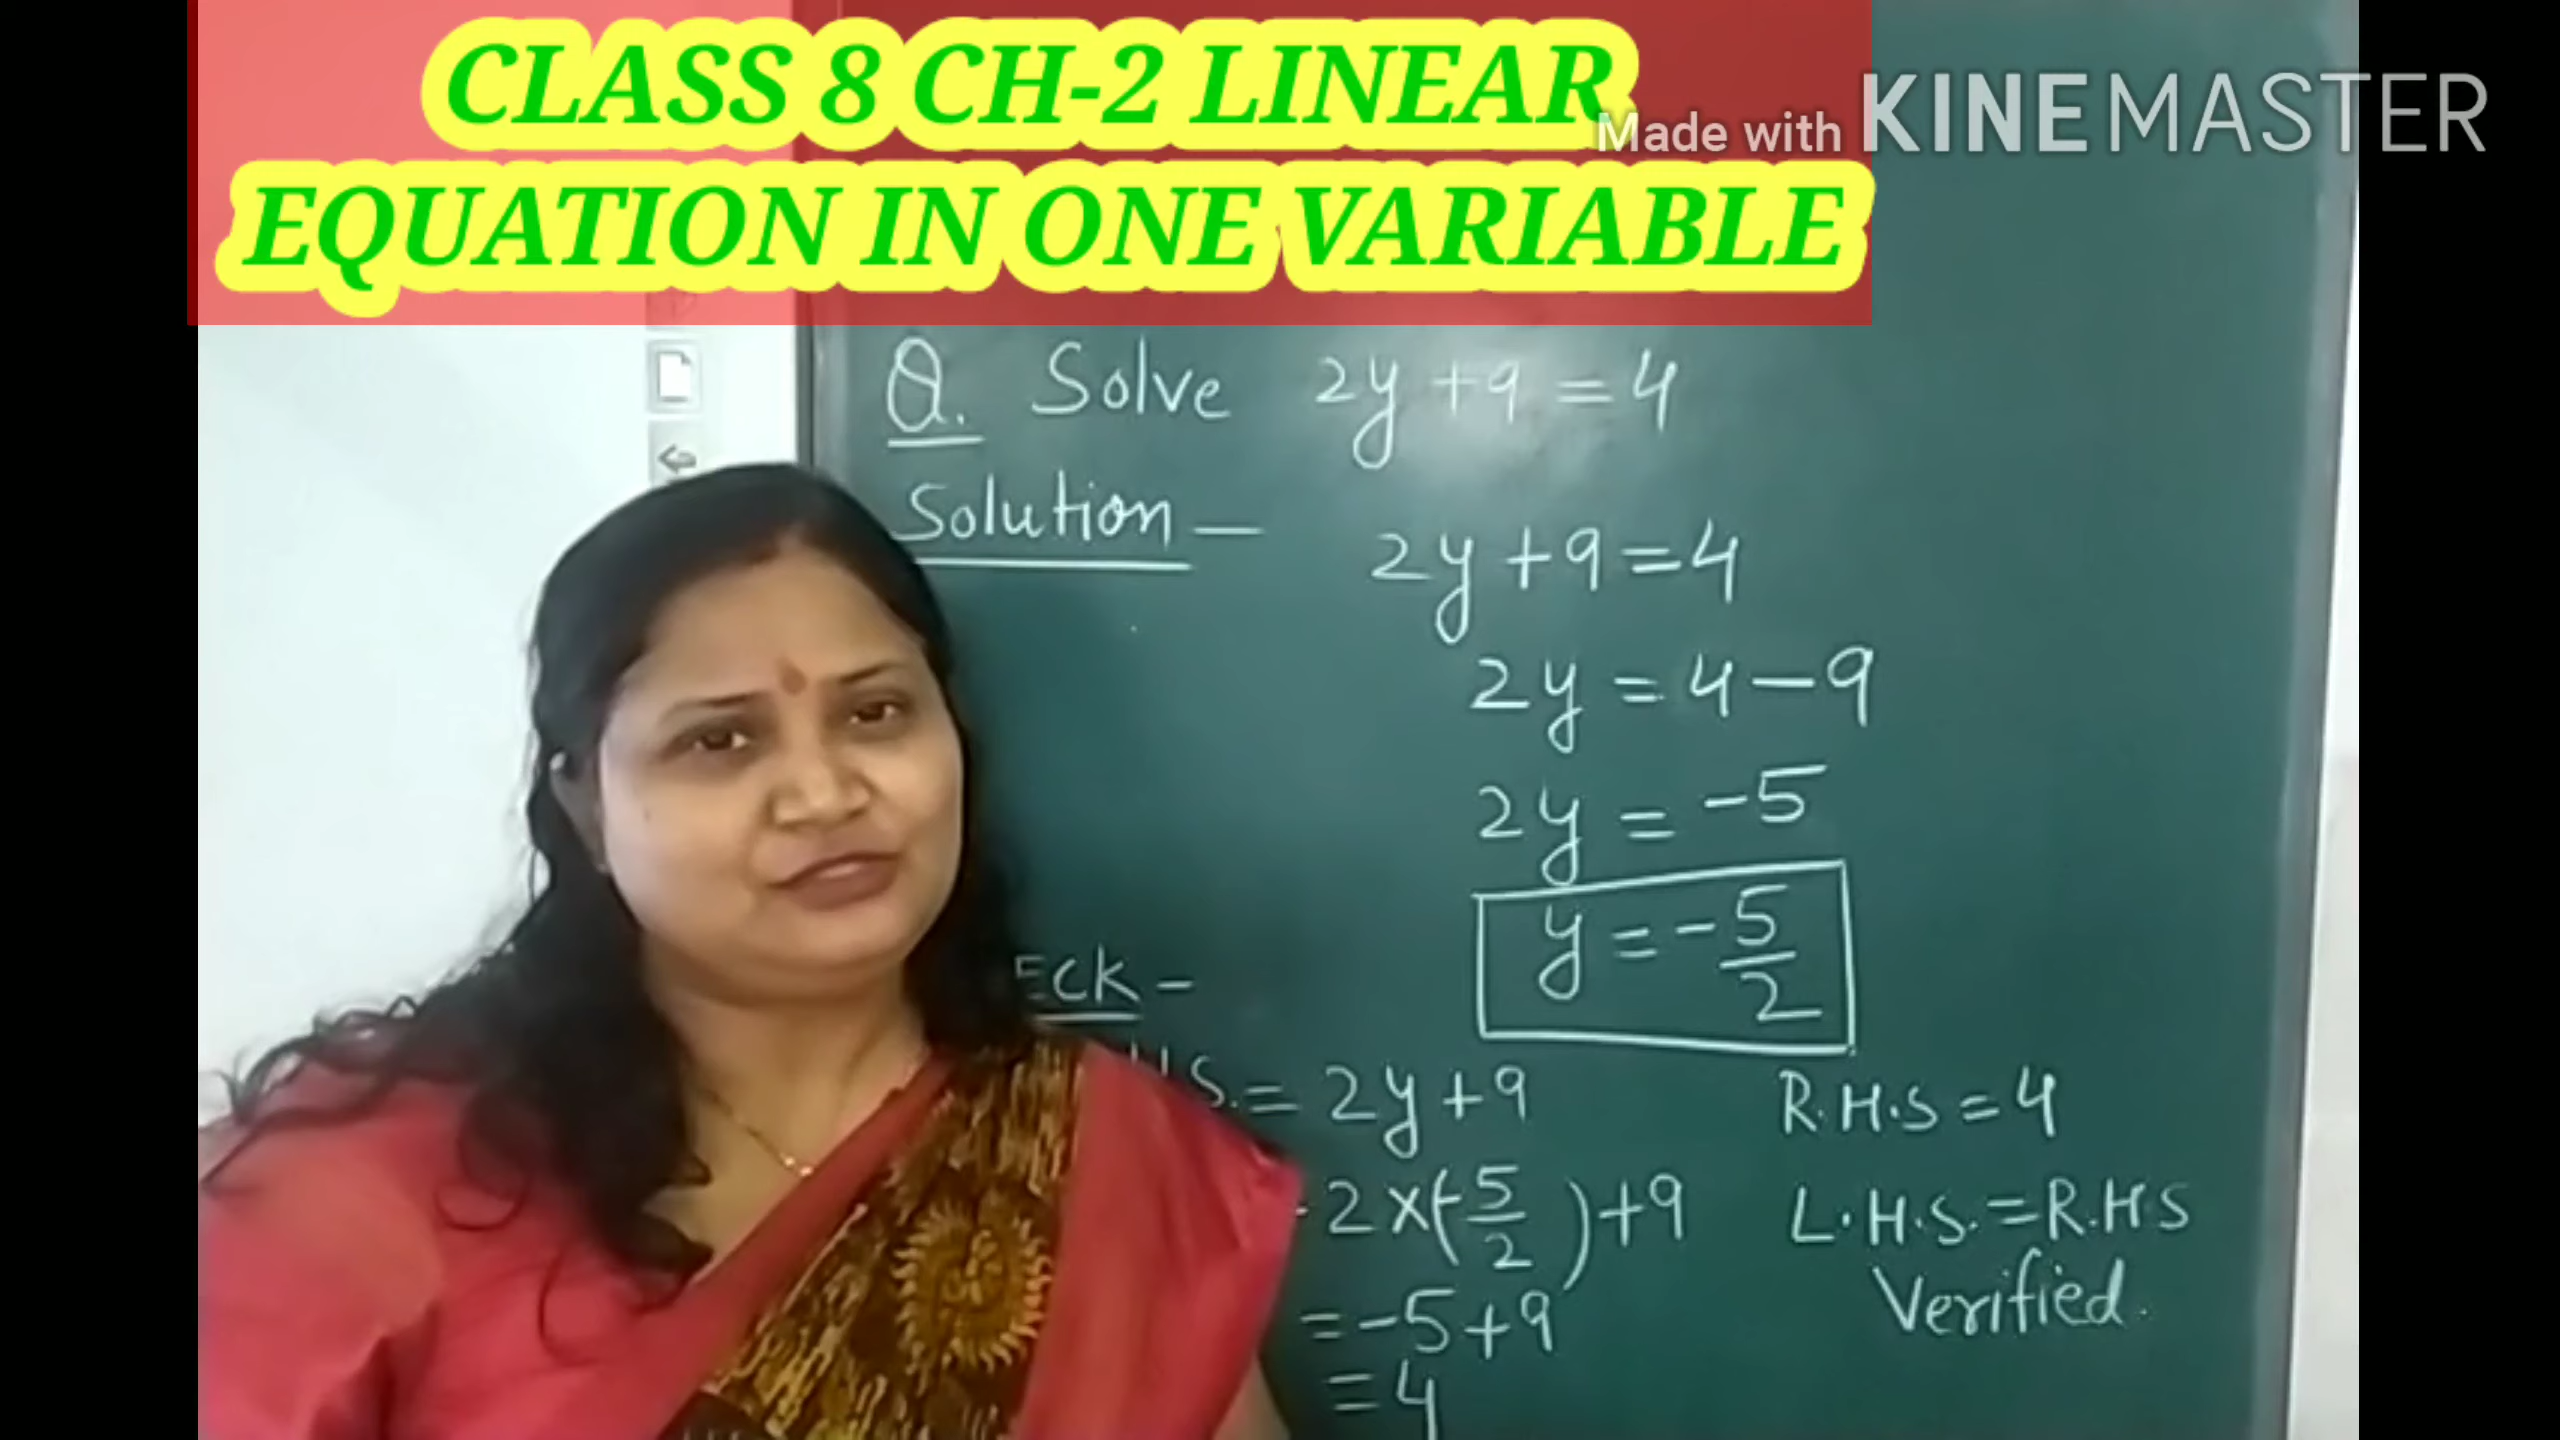 CLASS 8 CH-2 LINEAR
EQUATION IN ONE VARIABLE
Made with KINEMASTER
Q. Solve 2y + 9 = 4
Solution —
2y + 9 = 4
2y = 4 – 9
2y = -5
y = -5/2
ECK -
S. = 2y + 9
R.H.S = 4
2 × (-5/2) + 9
L.H.S. = R.H.S
= -5 + 9
Verified.
= 4